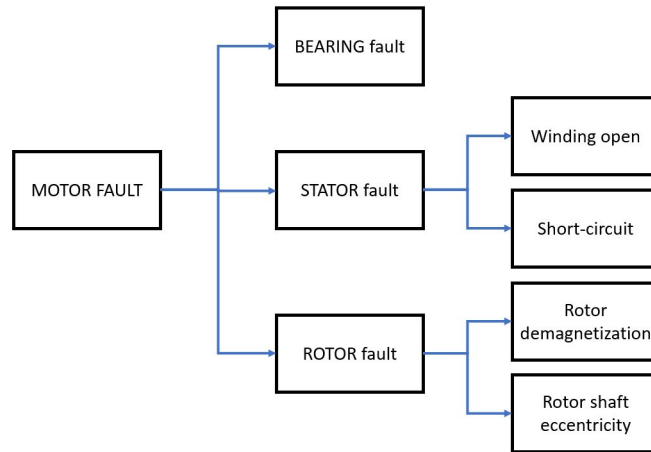 BEARING fault
Winding open
MOTOR FAULT
STATOR fault
Short-circuit
Rotor
demagnetization
ROTOR fault
Rotor shaft
eccentricity